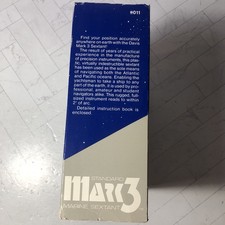 #011
Find your position accurately
anywhere on earth with the Davis
Mark 3 Sextant!
The result of years of practical
experience in the manufacture
of precision instruments, this plas-
tic, virtually indestructible sextant
has been used as the sole means
of navigating both the Atlantic
and Pacific oceans. Enabling the
yachtsman to take a ship to any
part of the earth, it is used by pro-
fessional, amateur and student
navigators alike. This rugged, full-
sized instrument reads to within
2' of arc.
Detailed instruction book is
enclosed.
STANDARD
MARK 3
MARINE SEXTANT